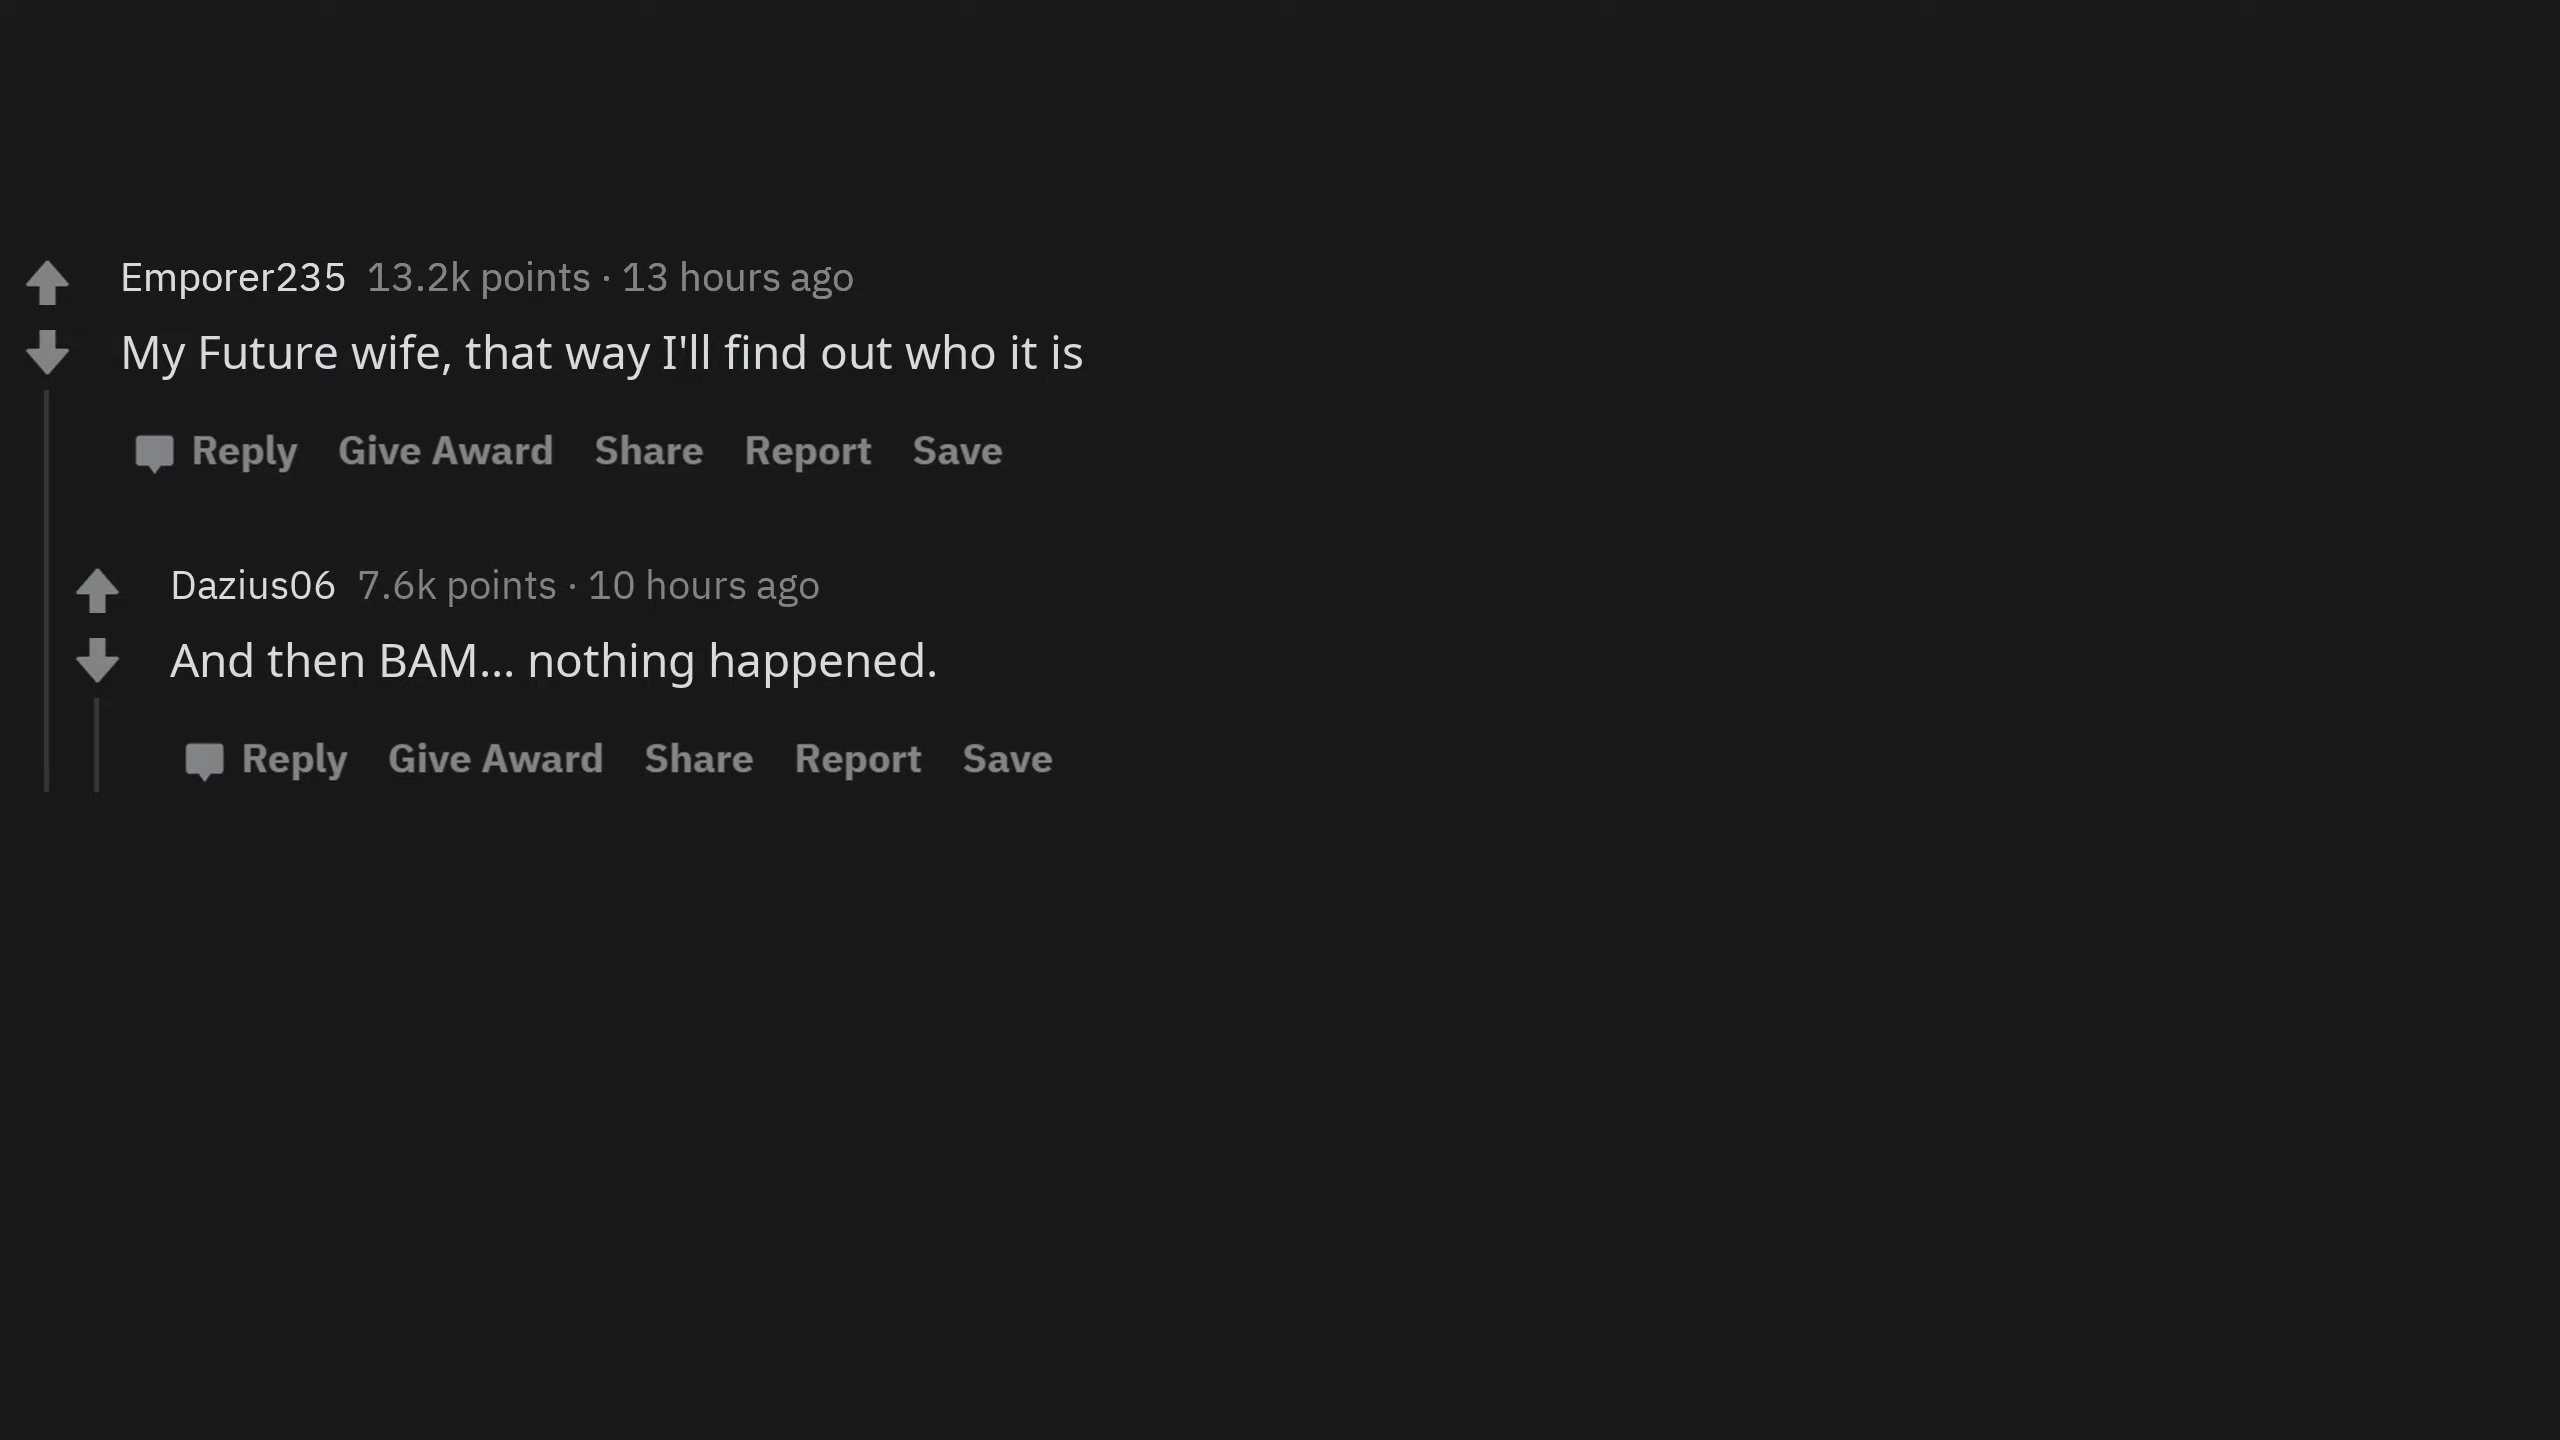 Emporer235 13.2k points · 13 hours ago
My Future wife, that way I'll find out who it is
Reply Give Award Share Report Save
Dazius06 7.6k points · 10 hours ago
And then BAM... nothing happened.
Reply Give Award Share Report Save